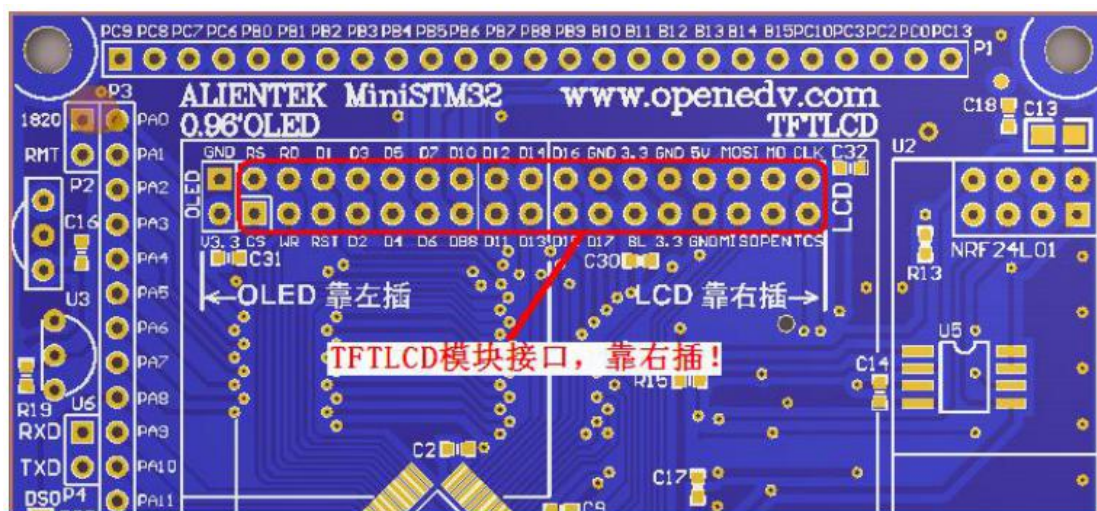 PC9 PC8 PC7 PC6 PB0 PB1 PB2 PB3 PB4 PB5 PB6 PB7 PB8 PB9 B10 B11 B12 B13 B14 B15 PC10 PC3 PC2 PC0 PC13
P1
P3
ALIENTEK MiniSTM32 www.openedv.com
C18 C13
1820
PA0
0.96'OLED
TFTLCD
U2
RMT
PA1
GND RS RD D1 D3 D5 D7 D10 D12 D14 D16 GND 3.3 GND 5V MOSI MO CLK
C32
P2
PA2
OLED
LCD
C16
PA3
V3.3 CS WR RST D2 D4 D6 DB8 D11 D13 D15 D17 BL 3.3 GND MISO PEN TCS
NRF24L01
PA4
C31
C30
R13
U3
PA5
OLED 靠左插
LCD 靠右插
PA6
U5
TFTLCD模块接口，靠右插！
PA7
C14
R15
R19
U6
PA8
RXD
PA9
C2
TXD
PA10
C17
DS0
P4
PA11
C9